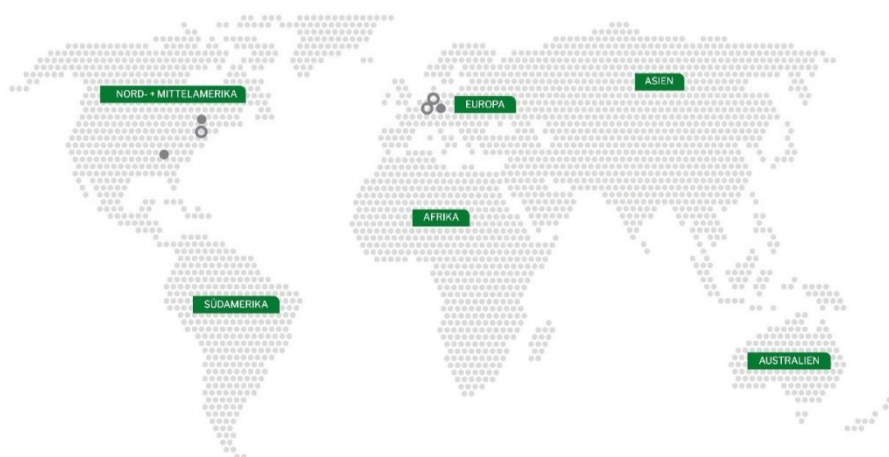 NORD- + MITTELAMERIKA
EUROPA
ASIEN
AFRIKA
SÜDAMERIKA
AUSTRALIEN